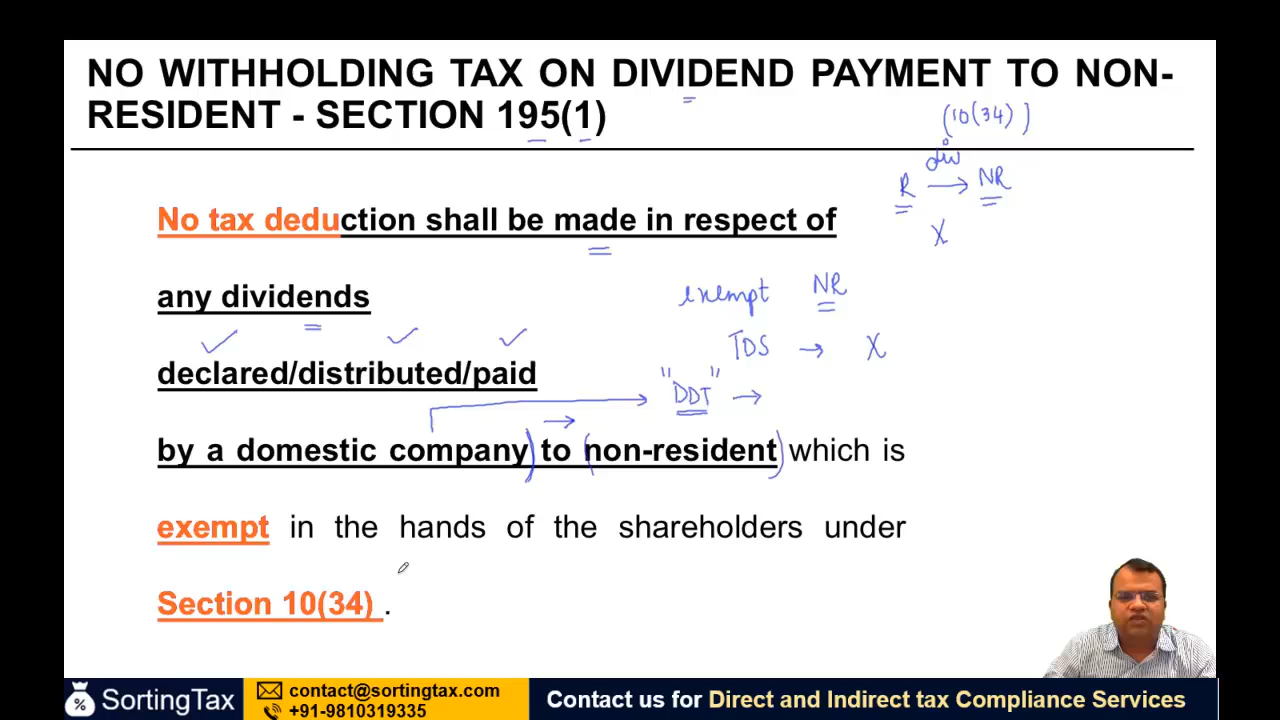 NO WITHHOLDING TAX ON DIVIDEND PAYMENT TO NON-
RESIDENT - SECTION 195(1)
(10(34))
div
R → NR
X
No tax deduction shall be made in respect of
any dividends
exempt NR
TDS → X
declared/distributed/paid
"DDT" →
by a domestic company) to (non-resident) which is
exempt in the hands of the shareholders under
Section 10(34) .
SortingTax
contact@sortingtax.com
+91-9810319335
Contact us for Direct and Indirect tax Compliance Services